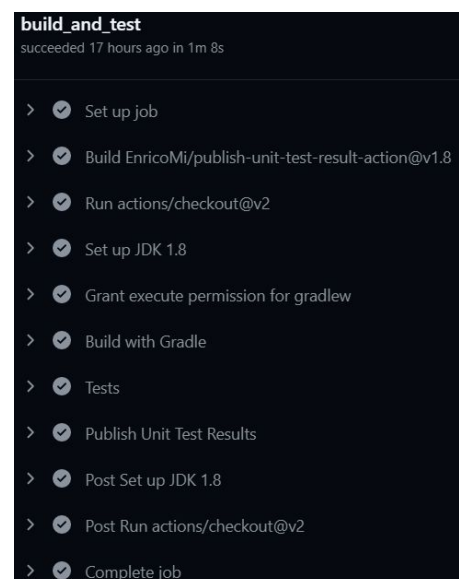 build_and_test
succeeded 17 hours ago in 1m 8s
Set up job
Build EnricoMi/publish-unit-test-result-action@v1.8
Run actions/checkout@v2
Set up JDK 1.8
Grant execute permission for gradlew
Build with Gradle
Tests
Publish Unit Test Results
Post Set up JDK 1.8
Post Run actions/checkout@v2
Complete job